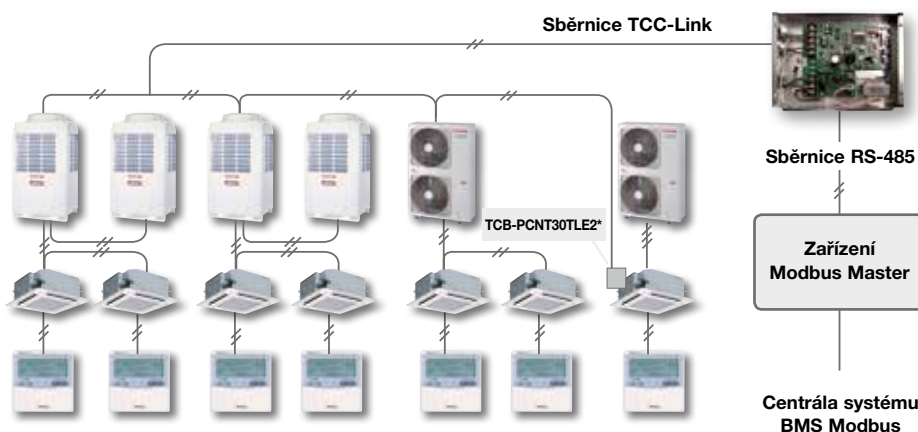 Sběrnice TCC-Link
Sběrnice RS-485
TCB-PCNT30TLE2*
Zařízení
Modbus Master
Centrála systému
BMS Modbus